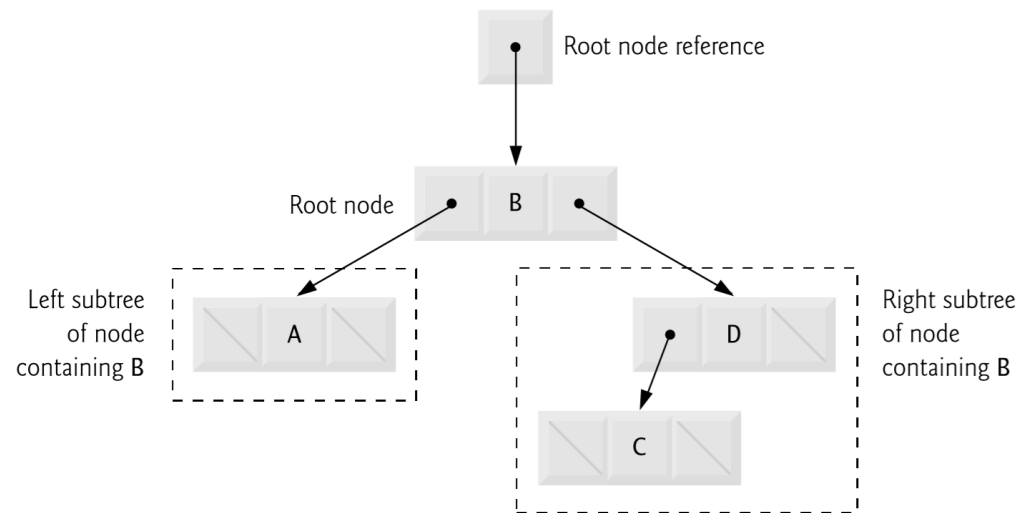 Root node reference
Root node
B
Left subtree
of node
containing B
A
D
C
Right subtree
of node
containing B